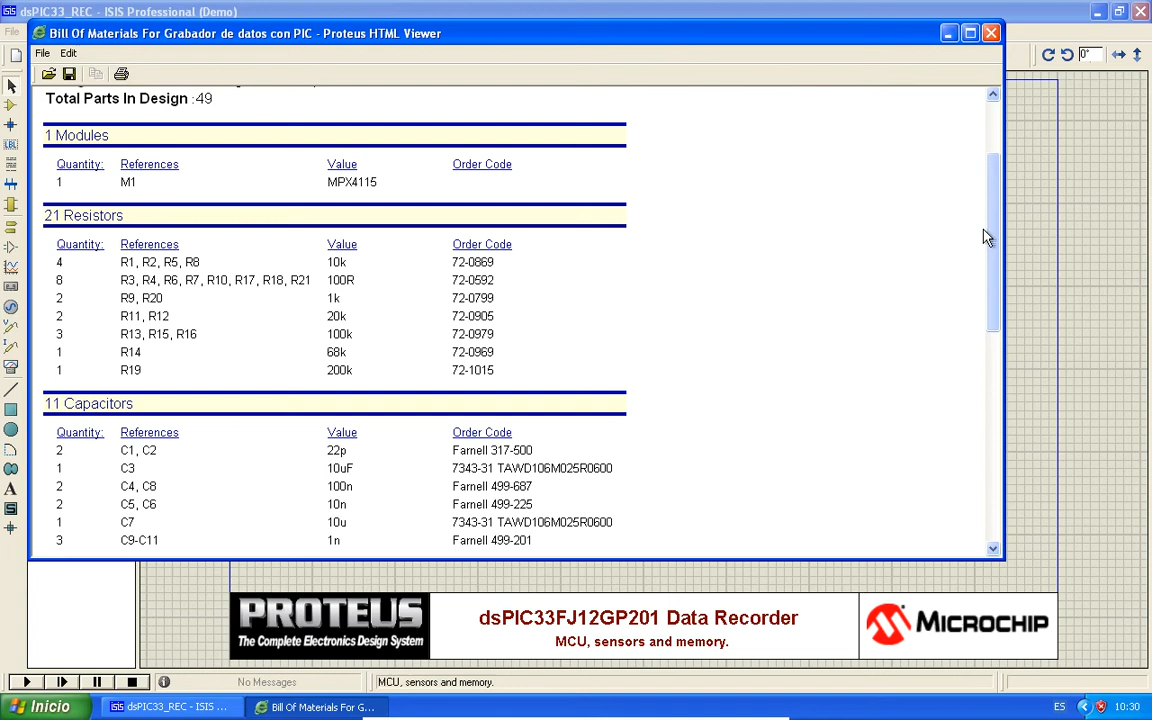 dsPIC33_REC - ISIS Professional (Demo)
Bill Of Materials For Grabador de datos con PIC - Proteus HTML Viewer
File
File Edit
0°
Total Parts In Design :49
1 Modules
Quantity: References Value Order Code
1 M1 MPX4115
21 Resistors
Quantity: References Value Order Code
4 R1, R2, R5, R8 10k 72-0869
8 R3, R4, R6, R7, R10, R17, R18, R21 100R 72-0592
2 R9, R20 1k 72-0799
2 R11, R12 20k 72-0905
3 R13, R15, R16 100k 72-0979
1 R14 68k 72-0969
1 R19 200k 72-1015
11 Capacitors
Quantity: References Value Order Code
2 C1, C2 22p Farnell 317-500
1 C3 10uF 7343-31 TAWD106M025R0600
2 C4, C8 100n Farnell 499-687
2 C5, C6 10n Farnell 499-225
1 C7 10u 7343-31 TAWD106M025R0600
3 C9-C11 1n Farnell 499-201
PROTEUS
The Complete Electronics Design System
dsPIC33FJ12GP201 Data Recorder
MCU, sensors and memory.
MICROCHIP
No Messages
MCU, sensors and memory.
Inicio
dsPIC33_REC - ISIS ...
Bill Of Materials For G...
ES
10:30